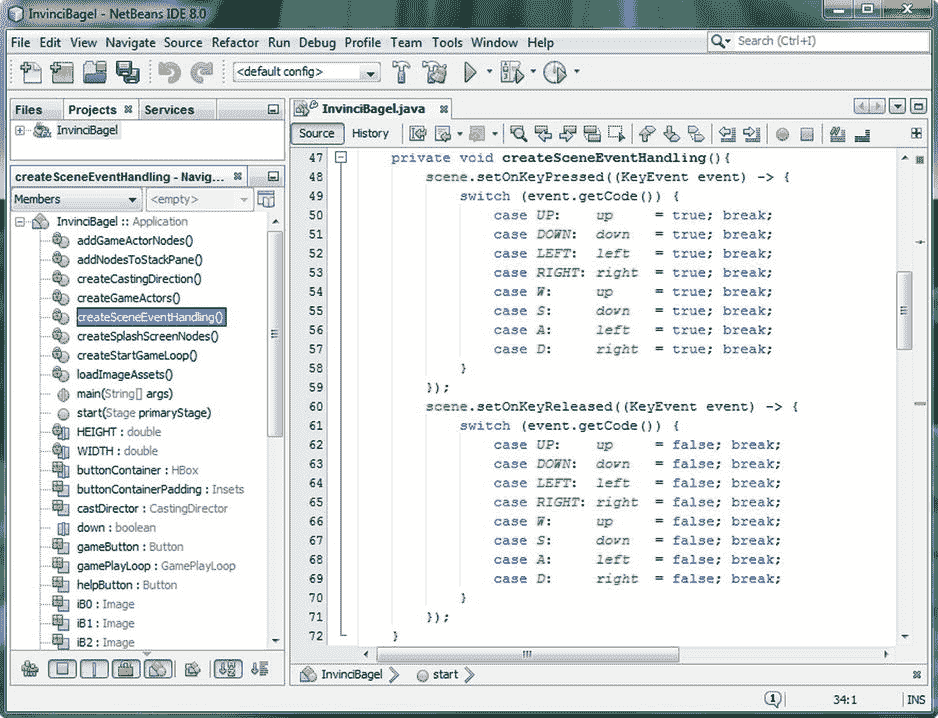 InvinciBagel - NetBeans IDE 8.0
File Edit View Navigate Source Refactor Run Debug Profile Team Tools Window Help
Search (Ctrl+I)
<default config>
Files Projects Services
InvinciBagel
createSceneEventHandling - Navig...
Members <empty>
InvinciBagel :: Application
addGameActorNodes()
addNodesToStackPane()
createCastingDirection()
createGameActors()
createSceneEventHandling()
createSplashScreenNodes()
createStartGameLoop()
loadImageAssets()
main(String[] args)
start(Stage primaryStage)
HEIGHT : double
WIDTH : double
buttonContainer : HBox
buttonContainerPadding : Insets
castDirector : CastingDirector
down : boolean
gameButton : Button
gamePlayLoop : GamePlayLoop
helpButton : Button
iB0 : Image
iB1 : Image
iB2 : Image
InvinciBagel.java
Source History
47 private void createSceneEventHandling(){
48 scene.setOnKeyPressed((KeyEvent event) -> {
49 switch (event.getCode()) {
50 case UP: up = true; break;
51 case DOWN: down = true; break;
52 case LEFT: left = true; break;
53 case RIGHT: right = true; break;
54 case W: up = true; break;
55 case S: down = true; break;
56 case A: left = true; break;
57 case D: right = true; break;
58 }
59 });
60 scene.setOnKeyReleased((KeyEvent event) -> {
61 switch (event.getCode()) {
62 case UP: up = false; break;
63 case DOWN: down = false; break;
64 case LEFT: left = false; break;
65 case RIGHT: right = false; break;
66 case W: up = false; break;
67 case S: down = false; break;
68 case A: left = false; break;
69 case D: right = false; break;
70 }
71 });
72 }
InvinciBagel start
1 34:1 INS